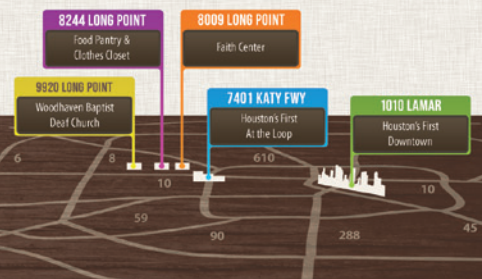 8244 LONG POINT
Food Pantry &
Clothes Closet
8009 LONG POINT
Faith Center
9920 LONG POINT
Woodhaven Baptist
Deaf Church
7401 KATY FWY
Houston's First
At the Loop
1010 LAMAR
Houston's First
Downtown
6
8
610
10
10
59
90
288
45